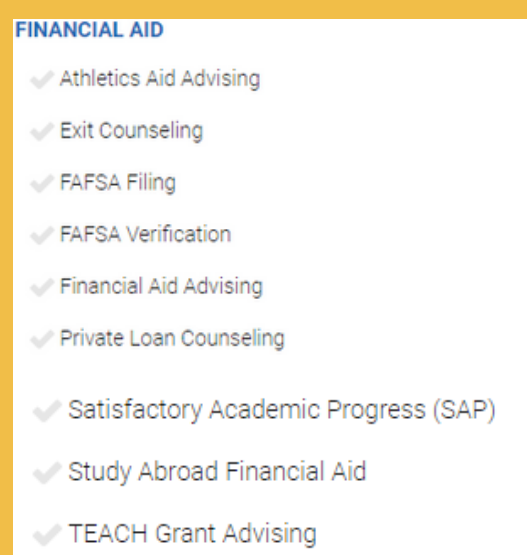 FINANCIAL AID
Athletics Aid Advising
Exit Counseling
FAFSA Filing
FAFSA Verification
Financial Aid Advising
Private Loan Counseling
Satisfactory Academic Progress (SAP)
Study Abroad Financial Aid
TEACH Grant Advising